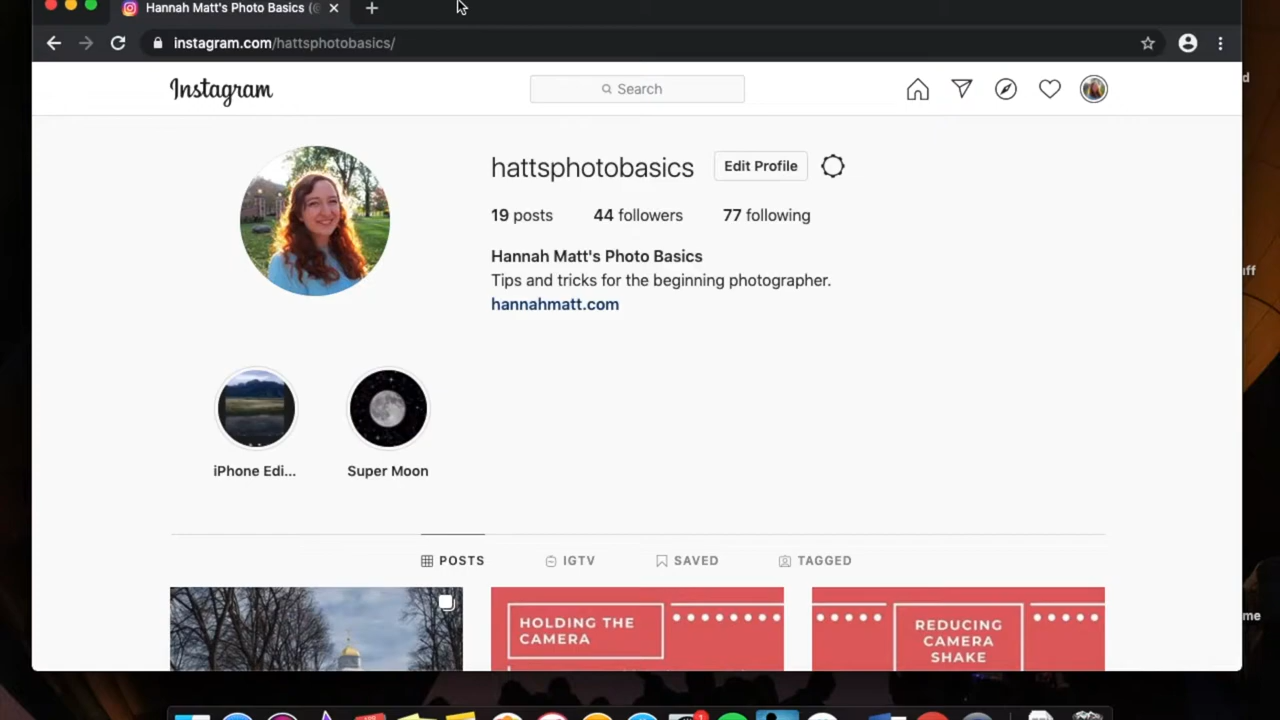 Hannah Matt's Photo Basics (@
instagram.com/hattsphotobasics/
Instagram
Search
hattsphotobasics
Edit Profile
19 posts
44 followers
77 following
Hannah Matt's Photo Basics
Tips and tricks for the beginning photographer.
hannahmatt.com
iPhone Edi...
Super Moon
POSTS
IGTV
SAVED
TAGGED
HOLDING THE
CAMERA
REDUCING
CAMERA
SHAKE